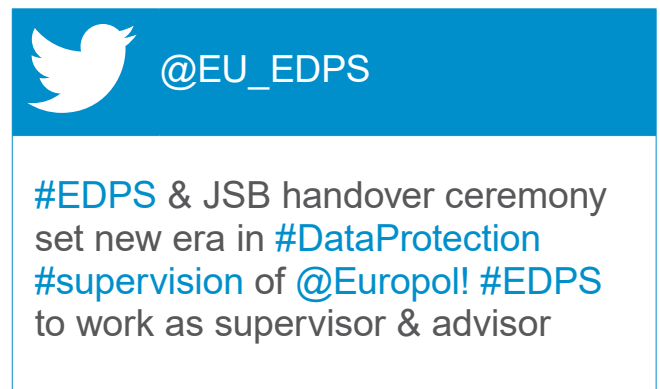 @EU_EDPS
#EDPS & JSB handover ceremony
set new era in #DataProtection
#supervision of @Europol! #EDPS
to work as supervisor & advisor